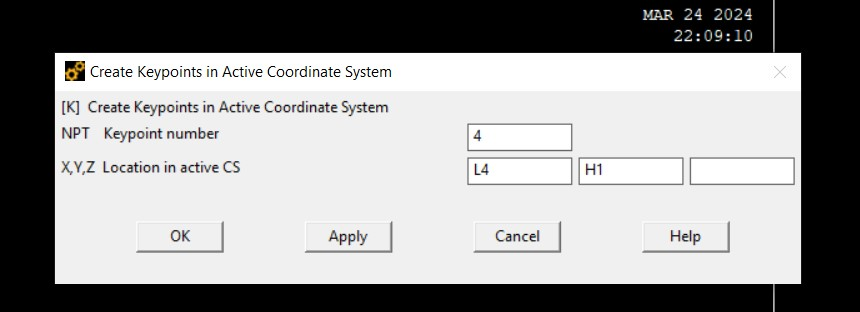 MAR 24 2024
22:09:10
Create Keypoints in Active Coordinate System
[K] Create Keypoints in Active Coordinate System
NPT Keypoint number 4
X,Y,Z Location in active CS L4 H1
OK Apply Cancel Help